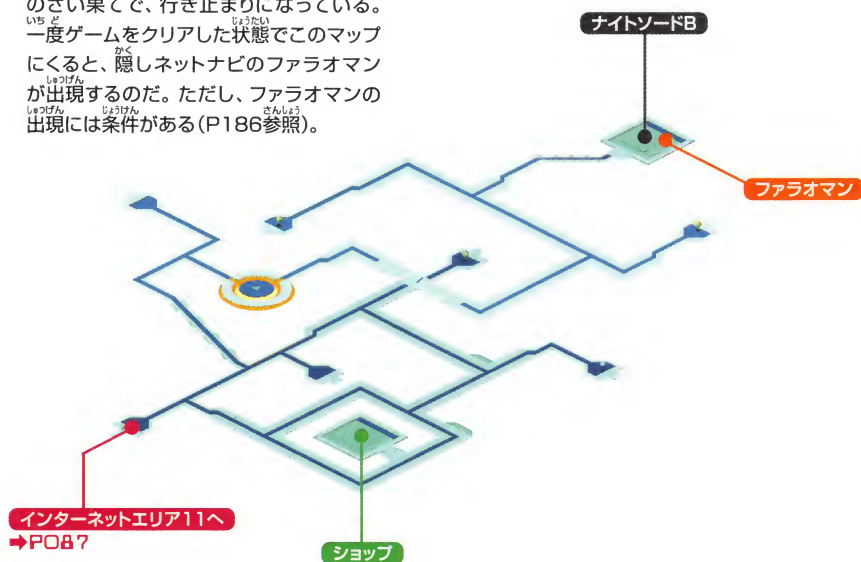 のさい果てで、行き止まりになっている。
一度ゲームをクリアした状態でこのマップ
にくると、隠しネットナビのファラオマン
が出現するのだ。ただし、ファラオマンの
出現には条件がある(P186参照)。
ナイトソードB
ファラオマン
インターネットエリア11へ
➡P087
ショップ